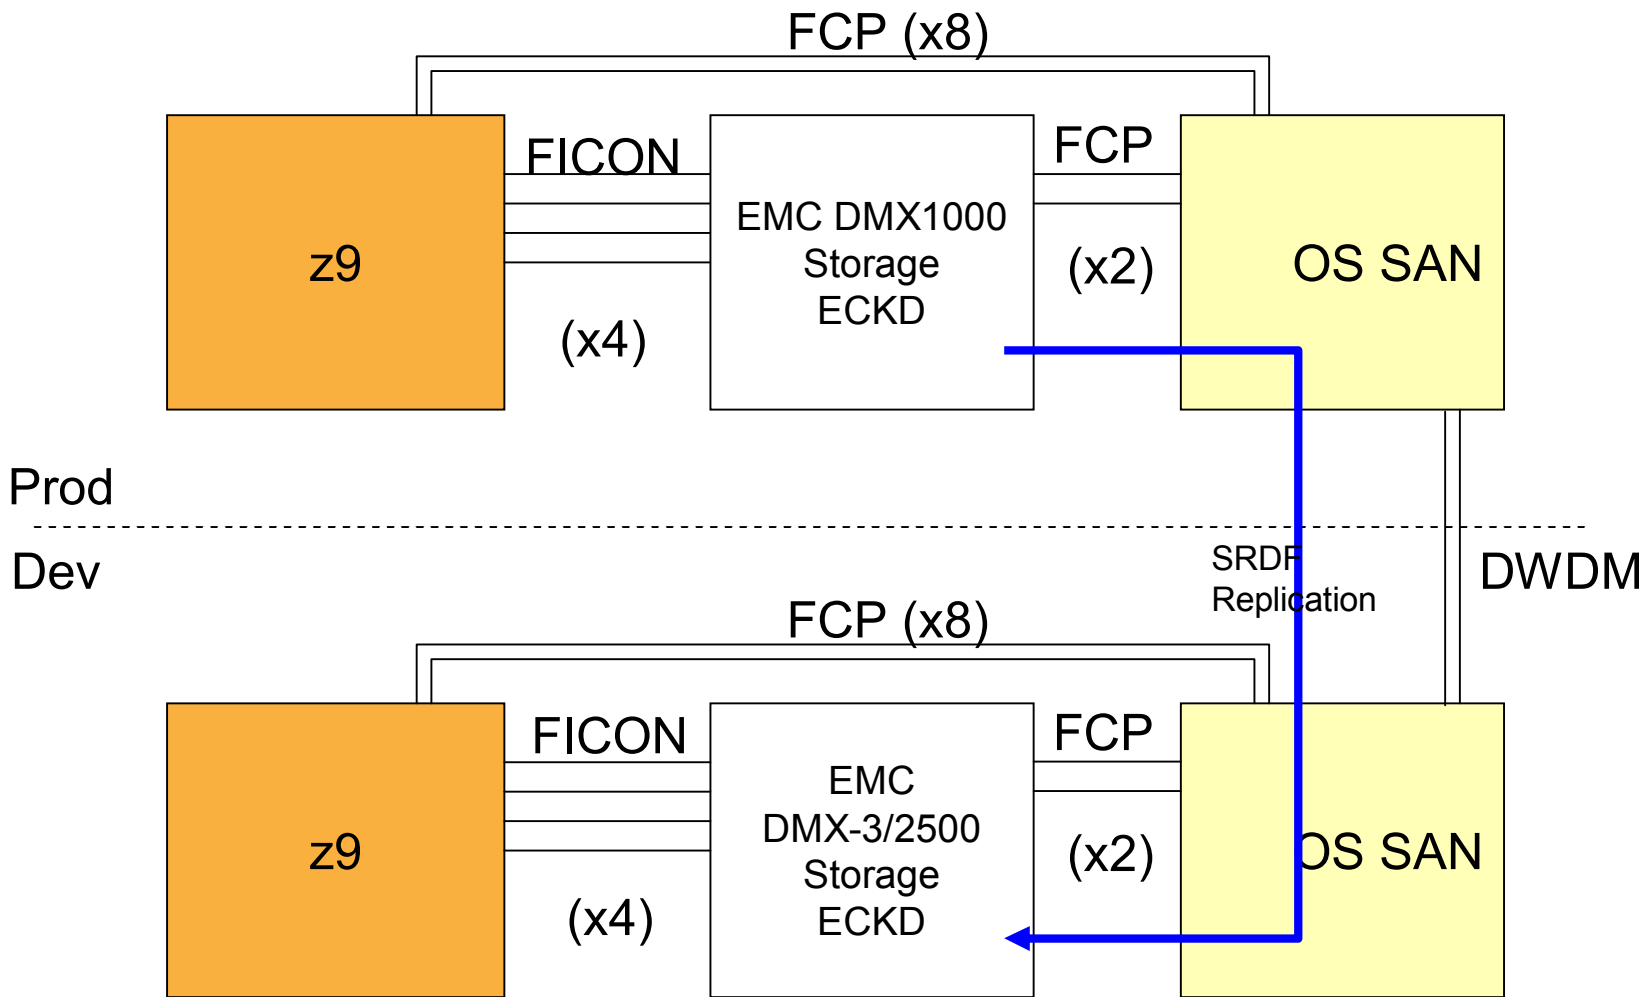 FCP (x8)
FICON
FCP
z9
EMC DMX1000
Storage
ECKD
(x2)
OS SAN
(x4)
Prod
Dev
SRDF
Replication
DWDM
FCP (x8)
FICON
FCP
z9
EMC
DMX-3/2500
Storage
ECKD
(x2)
OS SAN
(x4)